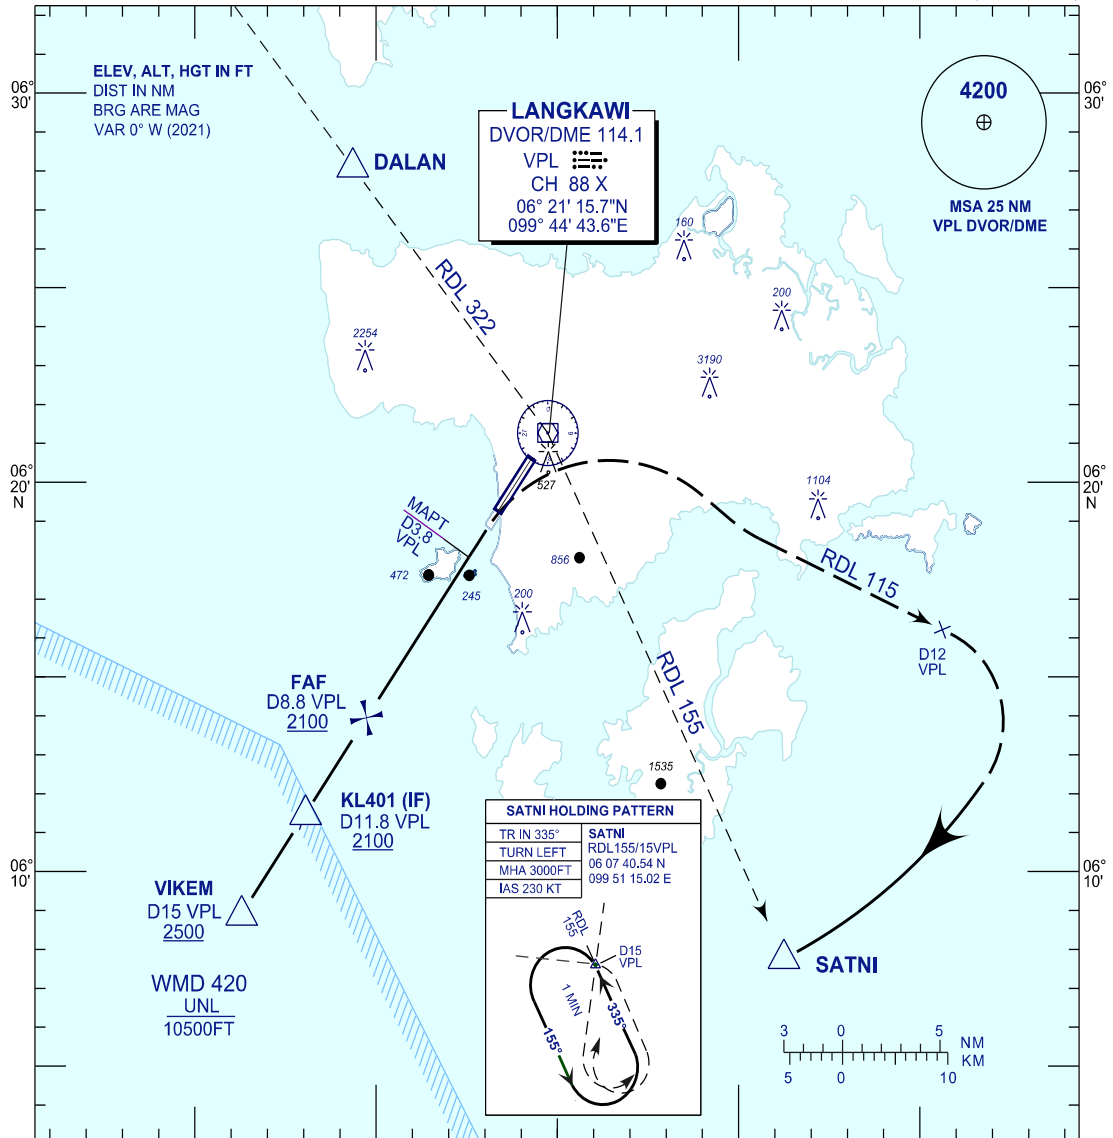 ELEV, ALT, HGT IN FT
DIST IN NM
BRG ARE MAG
VAR 0° W (2021)
06°
30'
06°
30'
4200
MSA 25 NM
VPL DVOR/DME
LANGKAWI
DVOR/DME 114.1
VPL
CH 88 X
06° 21' 15.7"N
099° 44' 43.6"E
DALAN
RDL 322
160
200
2254
3190
06°
20'
N
06°
20'
N
527
1104
MAPT
D3.8
VPL
472
245
856
200
RDL 115
D12
VPL
RDL 155
FAF
D8.8 VPL
2100
KL401 (IF)
D11.8 VPL
2100
1535
06°
10'
06°
10'
VIKEM
D15 VPL
2500
WMD 420
UNL
10500FT
SATNI HOLDING PATTERN
TR IN 335°
TURN LEFT
MHA 3000FT
IAS 230 KT
SATNI
RDL155/15VPL
06 07 40.54 N
099 51 15.02 E
RDL
155
D15
VPL
1 MIN
335°
155°
SATNI
3 0 5 NM
KM
5 0 10